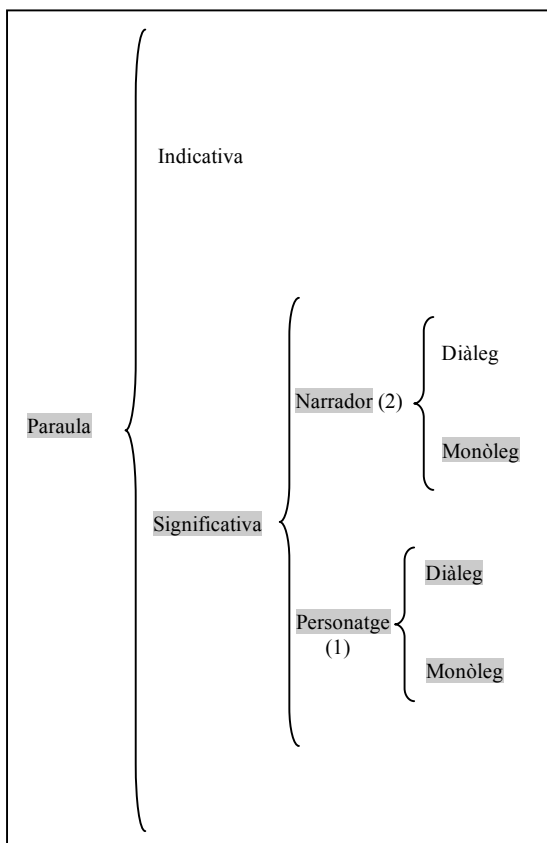 Indicativa
Diàleg
Narrador (2)
Paraula
Monòleg
Significativa
Diàleg
Personatge
(1)
Monòleg